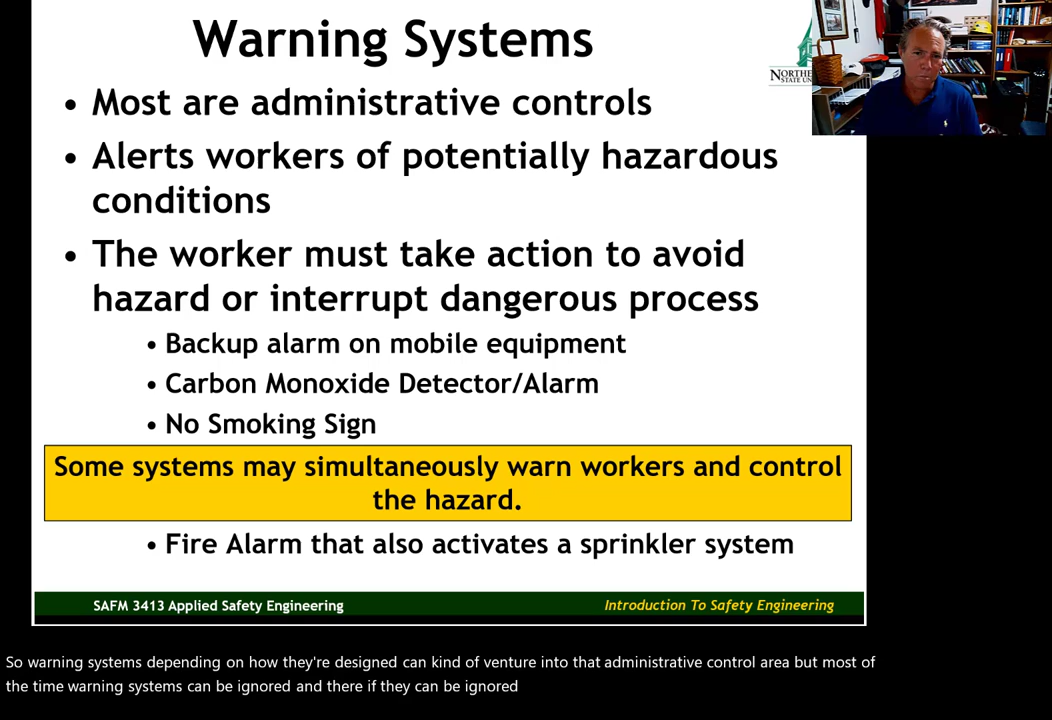 Warning Systems
NORTHE
STATE UN
• Most are administrative controls
• Alerts workers of potentially hazardous
conditions
• The worker must take action to avoid
hazard or interrupt dangerous process
• Backup alarm on mobile equipment
• Carbon Monoxide Detector/Alarm
• No Smoking Sign
Some systems may simultaneously warn workers and control
the hazard.
• Fire Alarm that also activates a sprinkler system
SAFM 3413 Applied Safety Engineering
Introduction To Safety Engineering
So warning systems depending on how they're designed can kind of venture into that administrative control area but most of
the time warning systems can be ignored and there if they can be ignored